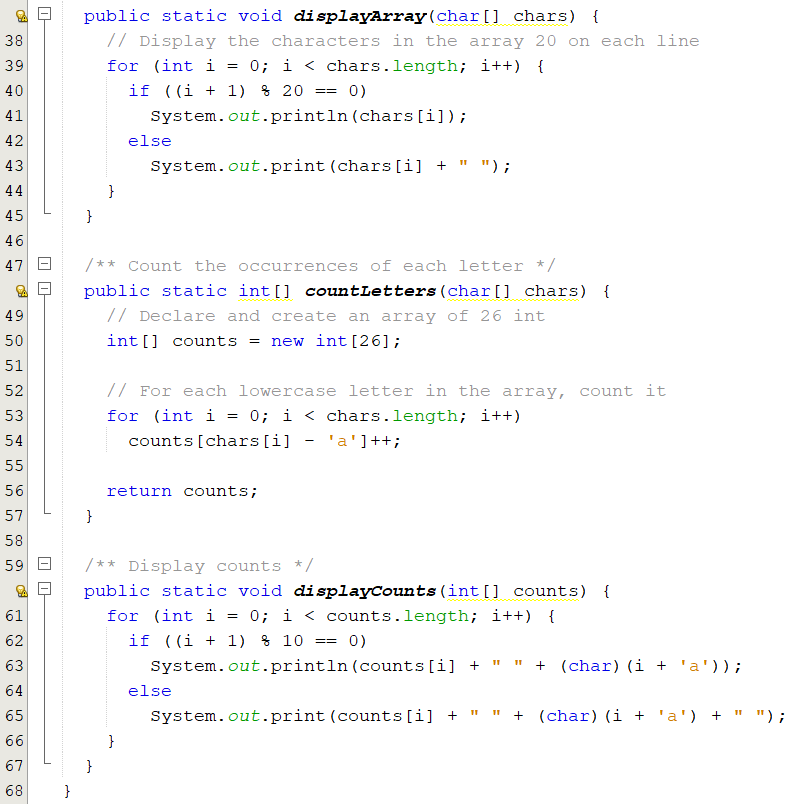 public static void displayArray(char[] chars) {
38 // Display the characters in the array 20 on each line
39 for (int i = 0; i < chars.length; i++) {
40 if ((i + 1) % 20 == 0)
41 System.out.println(chars[i]);
42 else
43 System.out.print(chars[i] + " ");
44 }
45 }
46
47 /** Count the occurrences of each letter */
public static int[] countLetters(char[] chars) {
49 // Declare and create an array of 26 int
50 int[] counts = new int[26];
51
52 // For each lowercase letter in the array, count it
53 for (int i = 0; i < chars.length; i++)
54 counts[chars[i] - 'a']++;
55
56 return counts;
57 }
58
59 /** Display counts */
public static void displayCounts(int[] counts) {
61 for (int i = 0; i < counts.length; i++) {
62 if ((i + 1) % 10 == 0)
63 System.out.println(counts[i] + " " + (char)(i + 'a'));
64 else
65 System.out.print(counts[i] + " " + (char)(i + 'a') + " ");
66 }
67 }
68 }